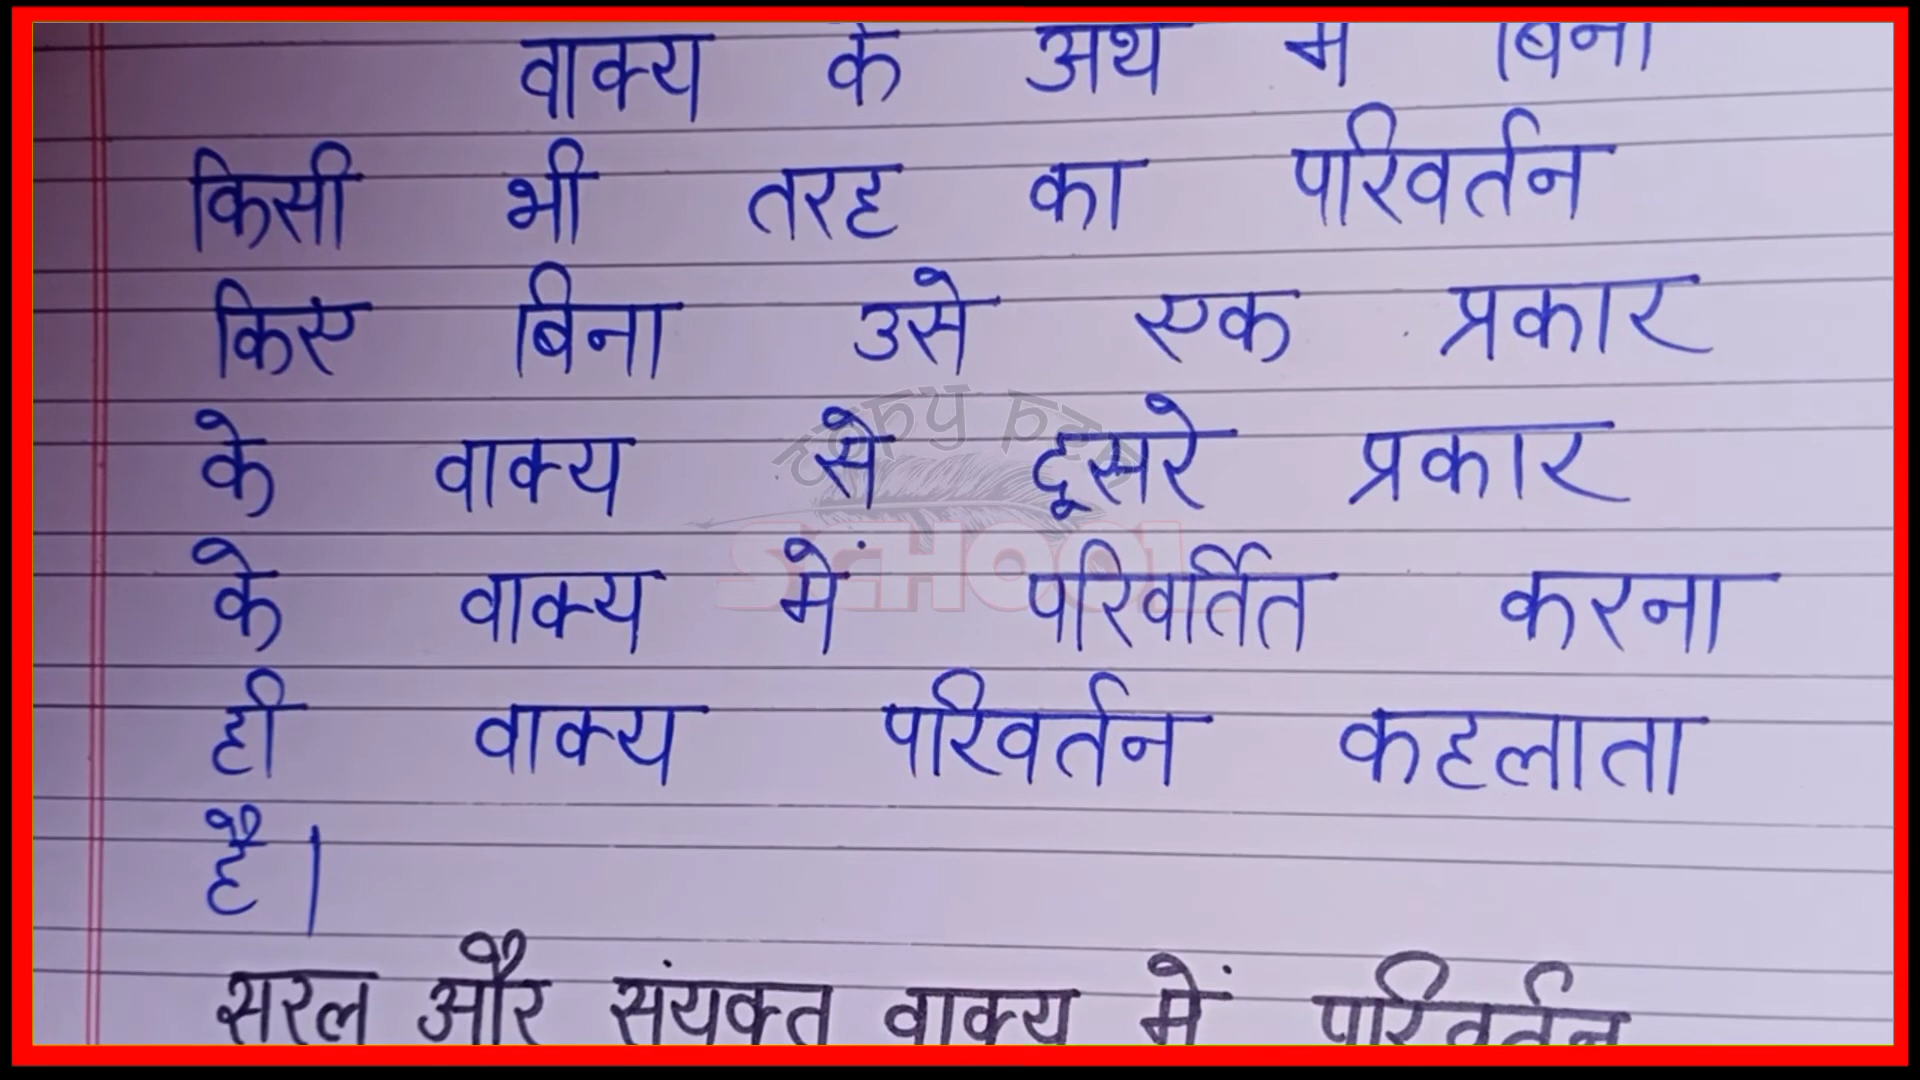 वाक्य के अर्थ में बिना
किसी भी तरह का परिवर्तन
किए बिना उसे एक प्रकार
के वाक्य से दूसरे प्रकार
के वाक्य में परिवर्तित करना
ही वाक्य परिवर्तन कहलाता
है।
सरल और संयुक्त वाक्य में परिवर्तन
SCHOOL